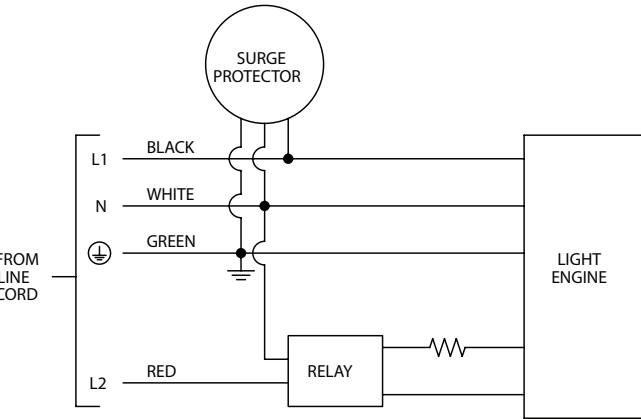 SURGE
PROTECTOR
L1 BLACK
N WHITE
GREEN
FROM
LINE
CORD
LIGHT
ENGINE
L2 RED
RELAY